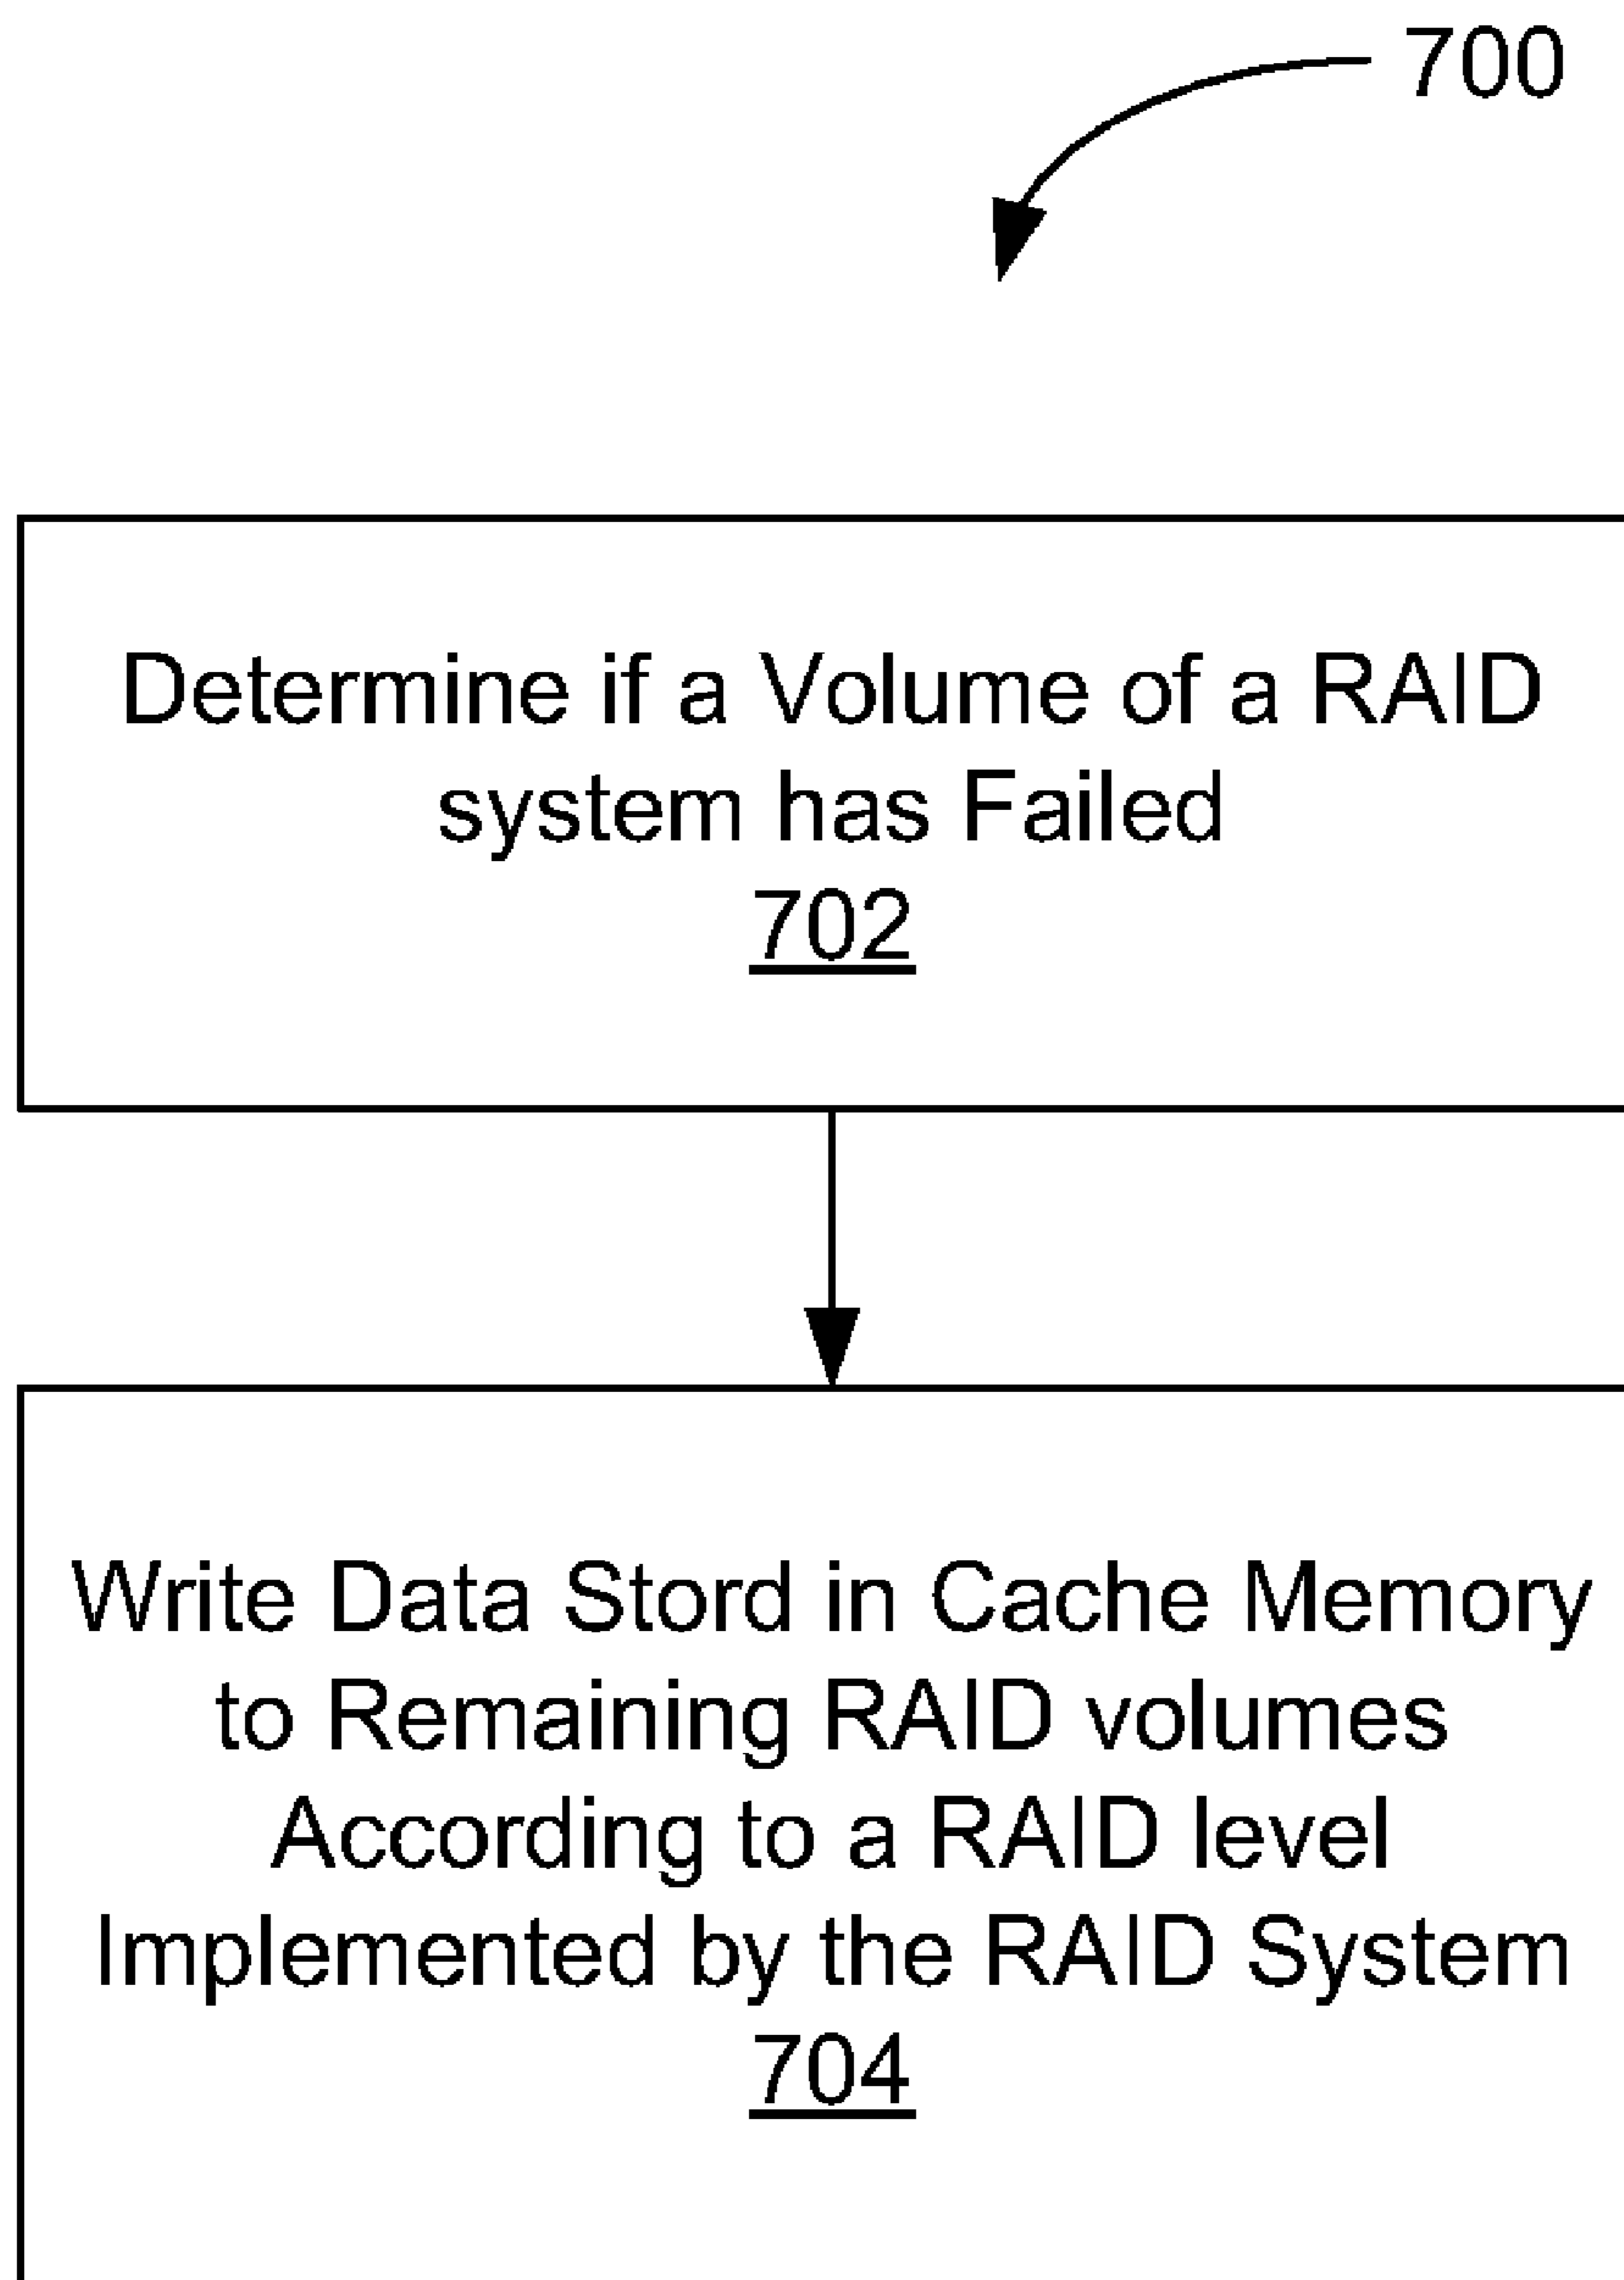 700
Determine if a Volume of a RAID
system has Failed
702
Write Data Stord in Cache Memory
to Remaining RAID volumes
According to a RAID level
Implemented by the RAID System
704